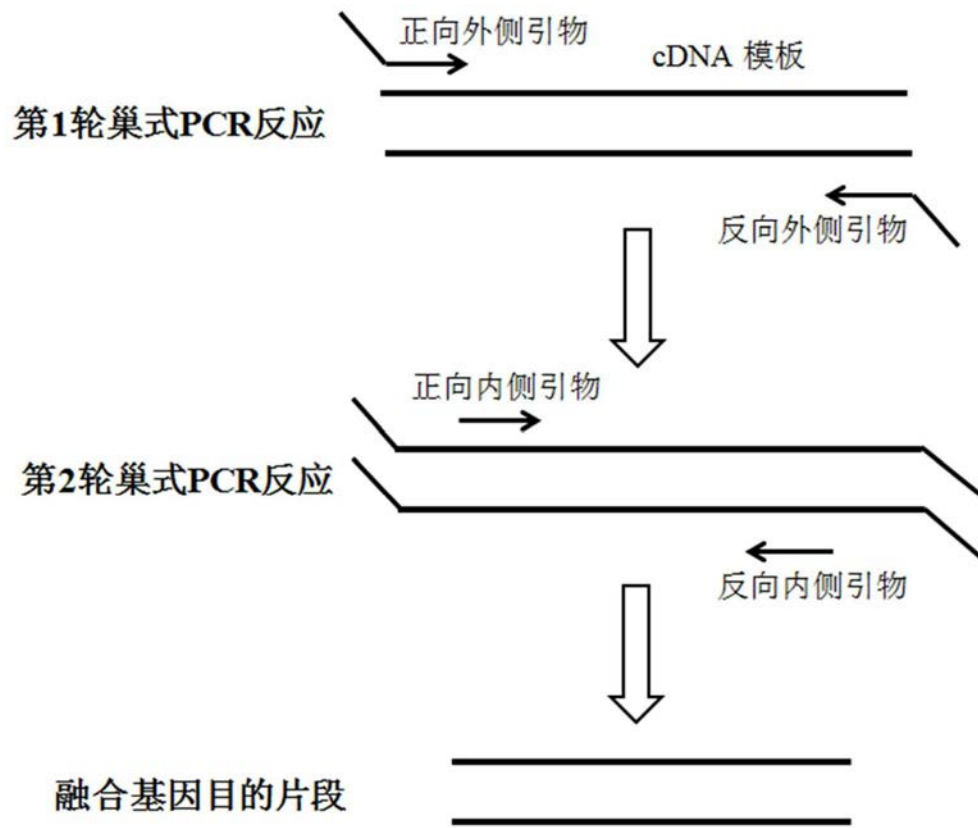 正向外侧引物
cDNA 模板
第1轮巢式PCR反应
反向外侧引物
正向内侧引物
第2轮巢式PCR反应
反向内侧引物
融合基因目的片段